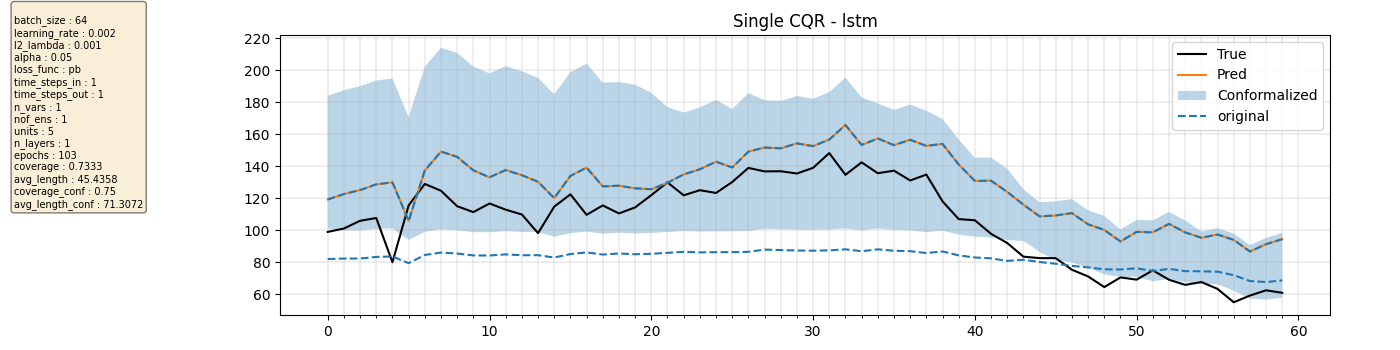 batch_size : 64
learning_rate : 0.002
l2_lambda : 0.001
alpha : 0.05
loss_func : pb
time_steps_in : 1
time_steps_out : 1
n_vars : 1
nof_ens : 1
units : 5
n_layers : 1
epochs : 103
coverage : 0.7333
avg_length : 45.4358
coverage_conf : 0.75
avg_length_conf : 71.3072
Single CQR - lstm
220
200
180
160
140
120
100
80
60
True
Pred
Conformalized
original
0 10 20 30 40 50 60